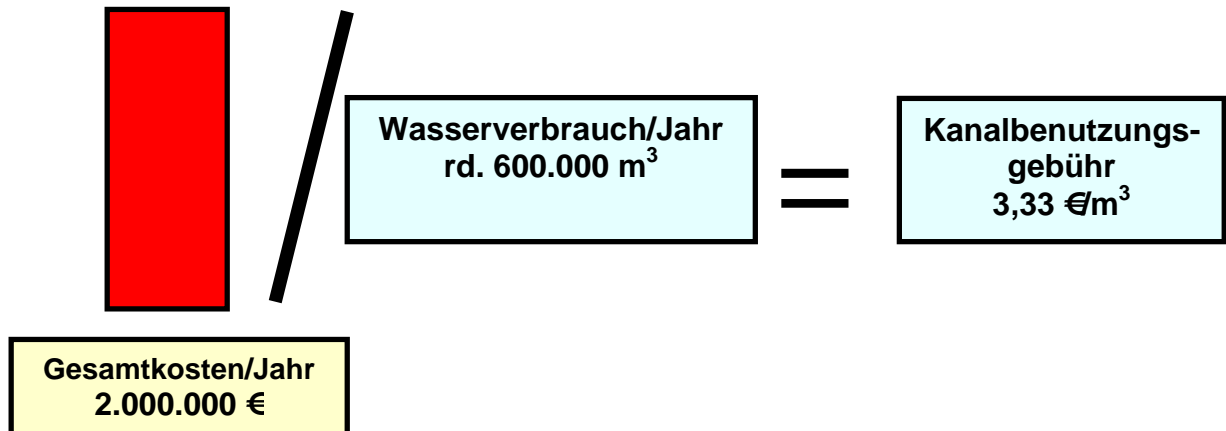 Wasserverbrauch/Jahr
rd. 600.000 m³
Kanalbenutzungs-
gebühr
3,33 €/m³
Gesamtkosten/Jahr
2.000.000 €